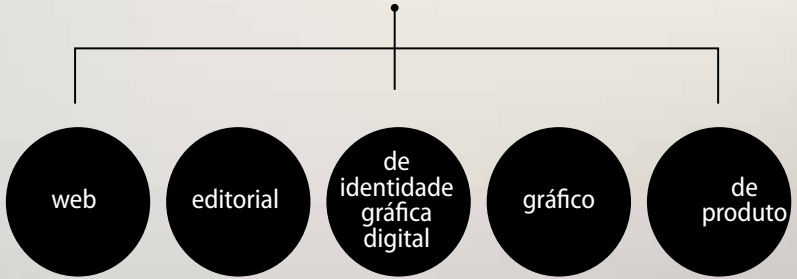 web
editorial
de
identidade
gráfica
digital
gráfico
de
produto